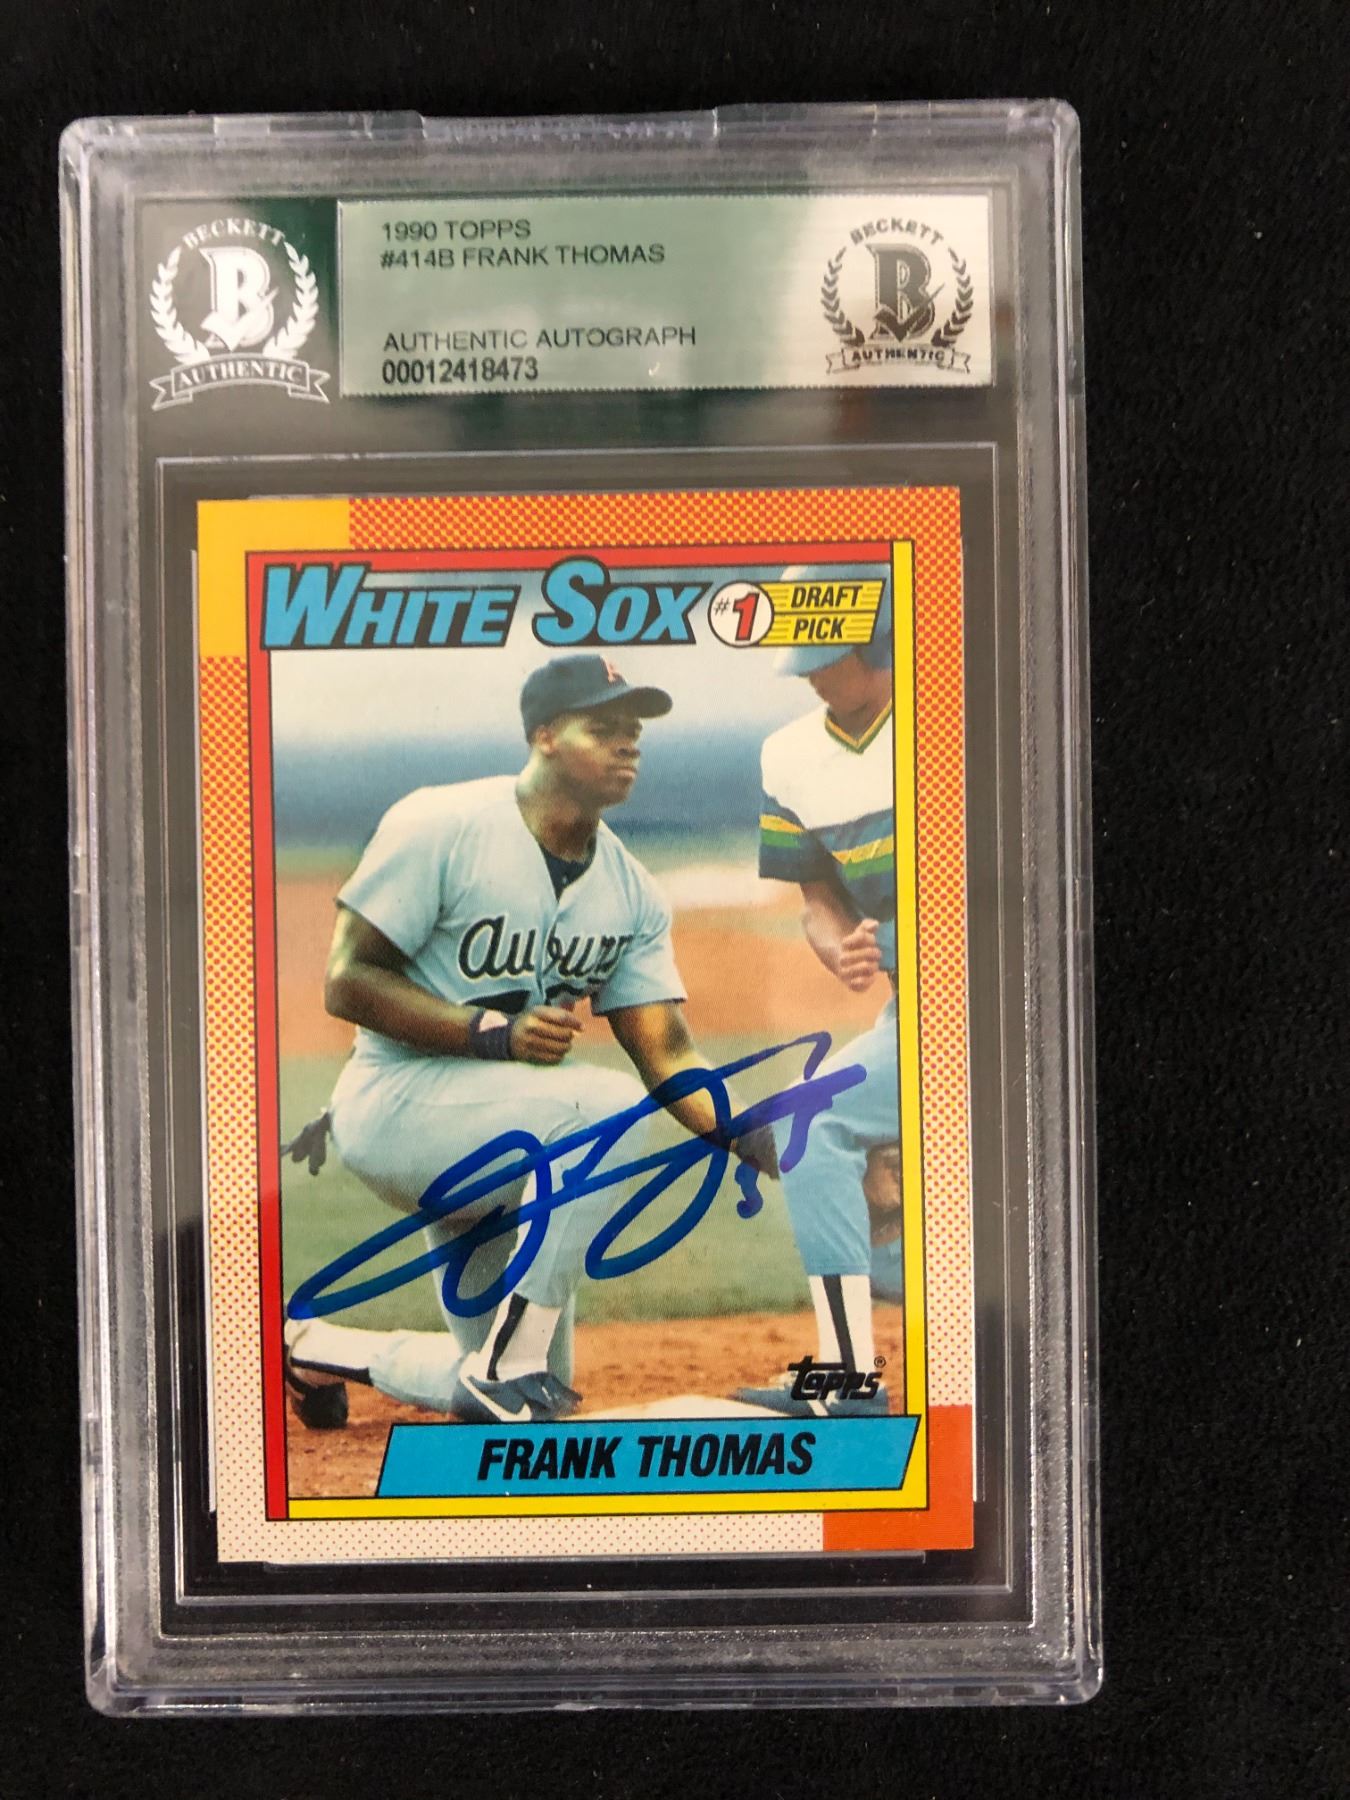 BECKETT
B
AUTHENTIC
1990 TOPPS
#414B FRANK THOMAS
AUTHENTIC AUTOGRAPH
00012418473
BECKETT
B
AUTHENTIC
WHITE SOX #1 DRAFT PICK
A
Auburn
topps®
FRANK THOMAS